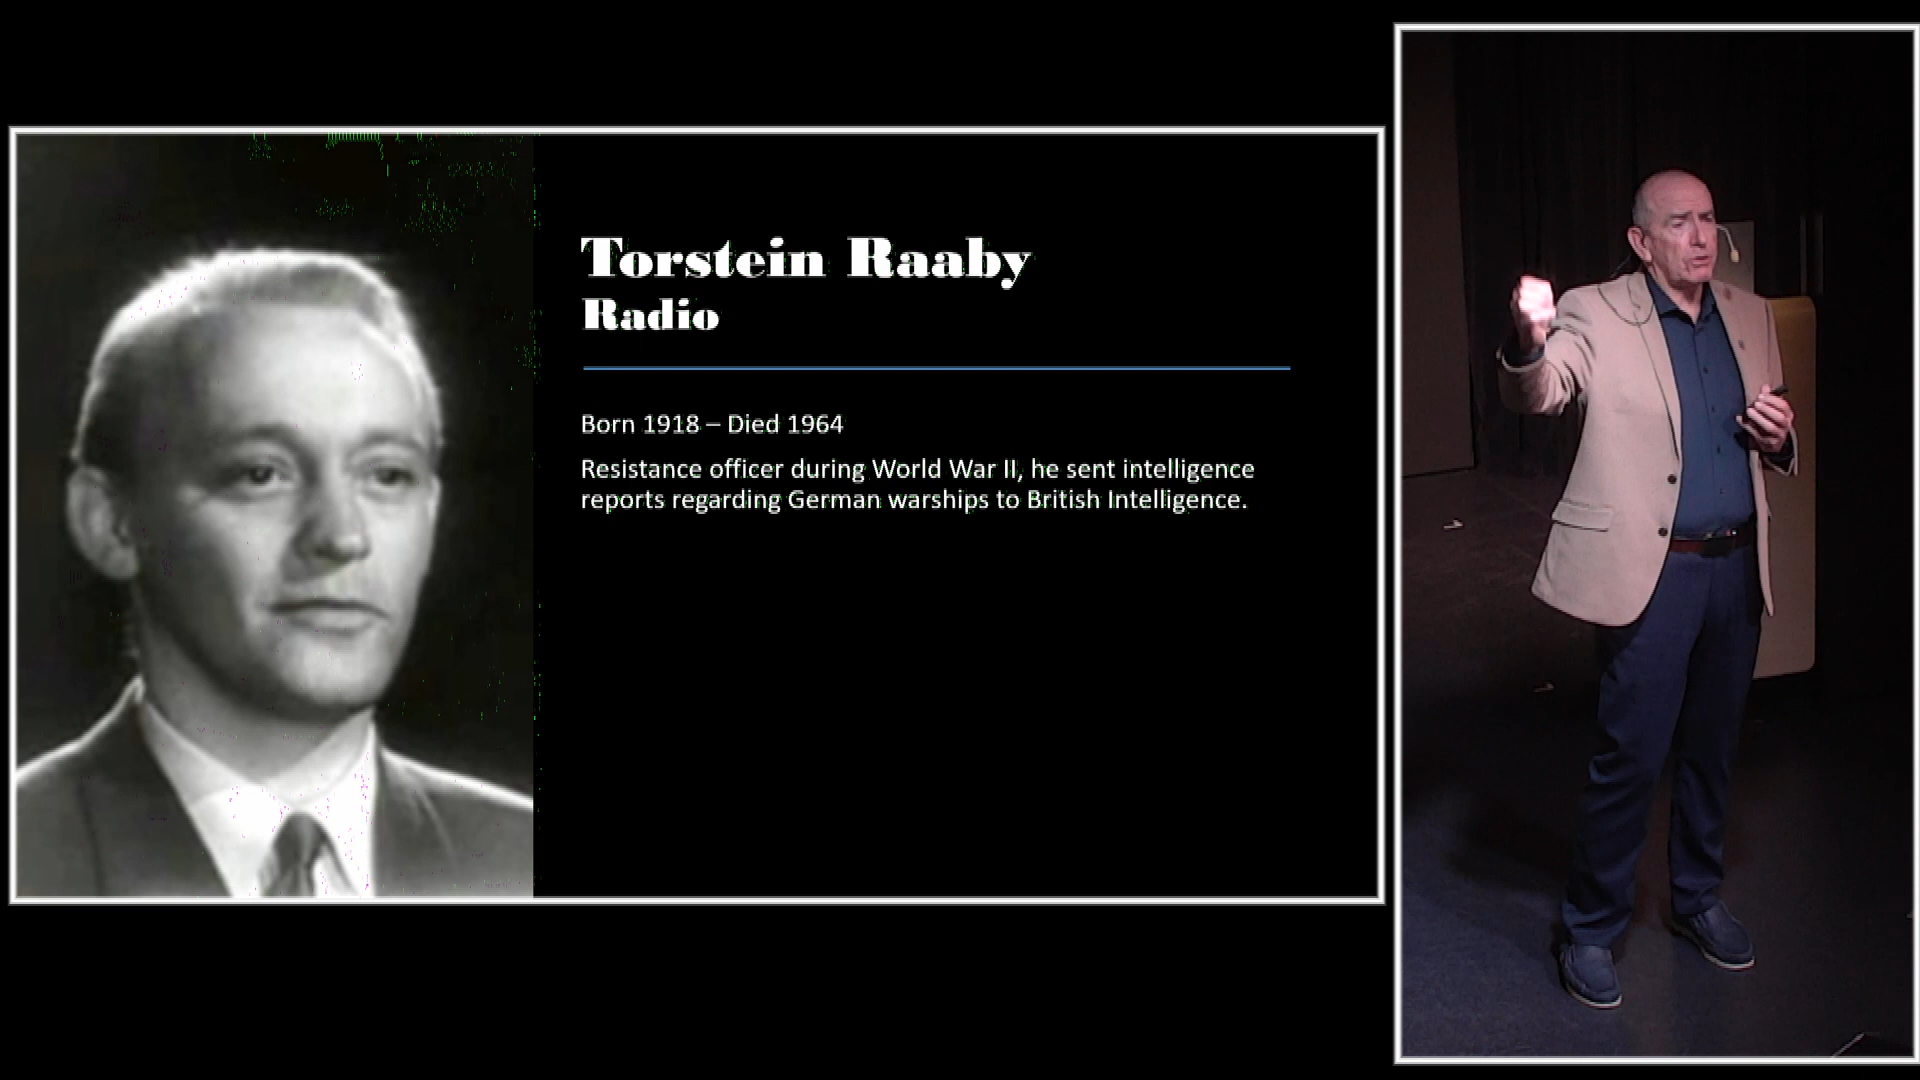 Torstein Raaby
Radio
Born 1918 – Died 1964
Resistance officer during World War II, he sent intelligence
reports regarding German warships to British Intelligence.